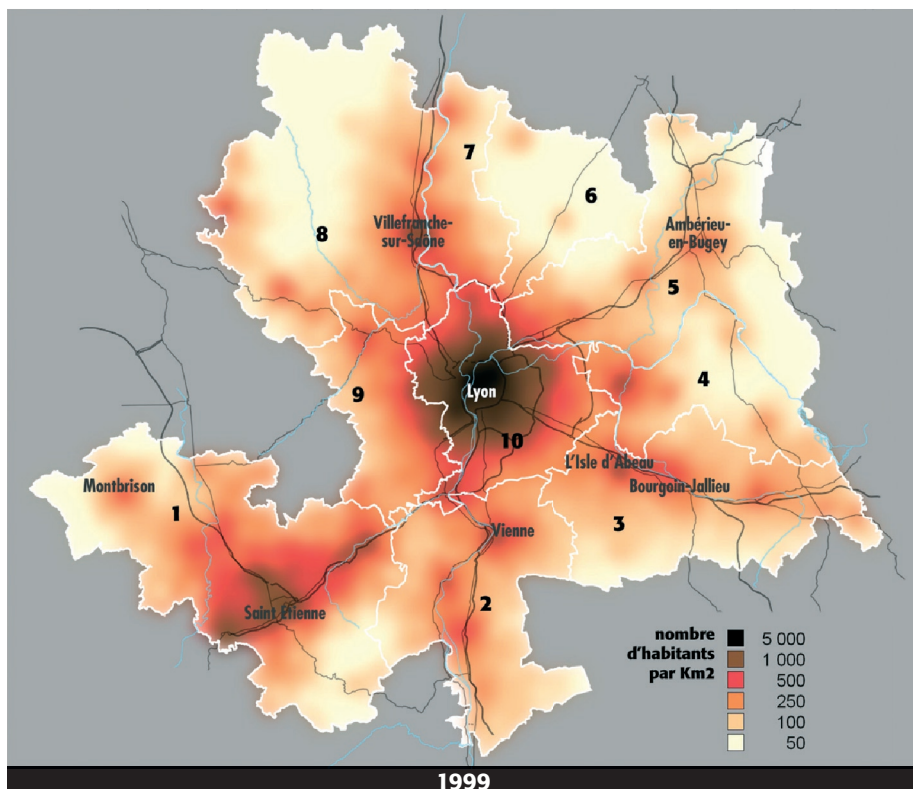 7
6
Villefranche-
sur-Saône
8
Ambérieu-
en-Bugey
5
4
9
Lyon
10
L'Isle d'Abeau
Montbrison
Bourgoin-Jallieu
1
3
Vienne
2
Saint Etienne
nombre
d'habitants
par Km2
5 000
1 000
500
250
100
50
1999